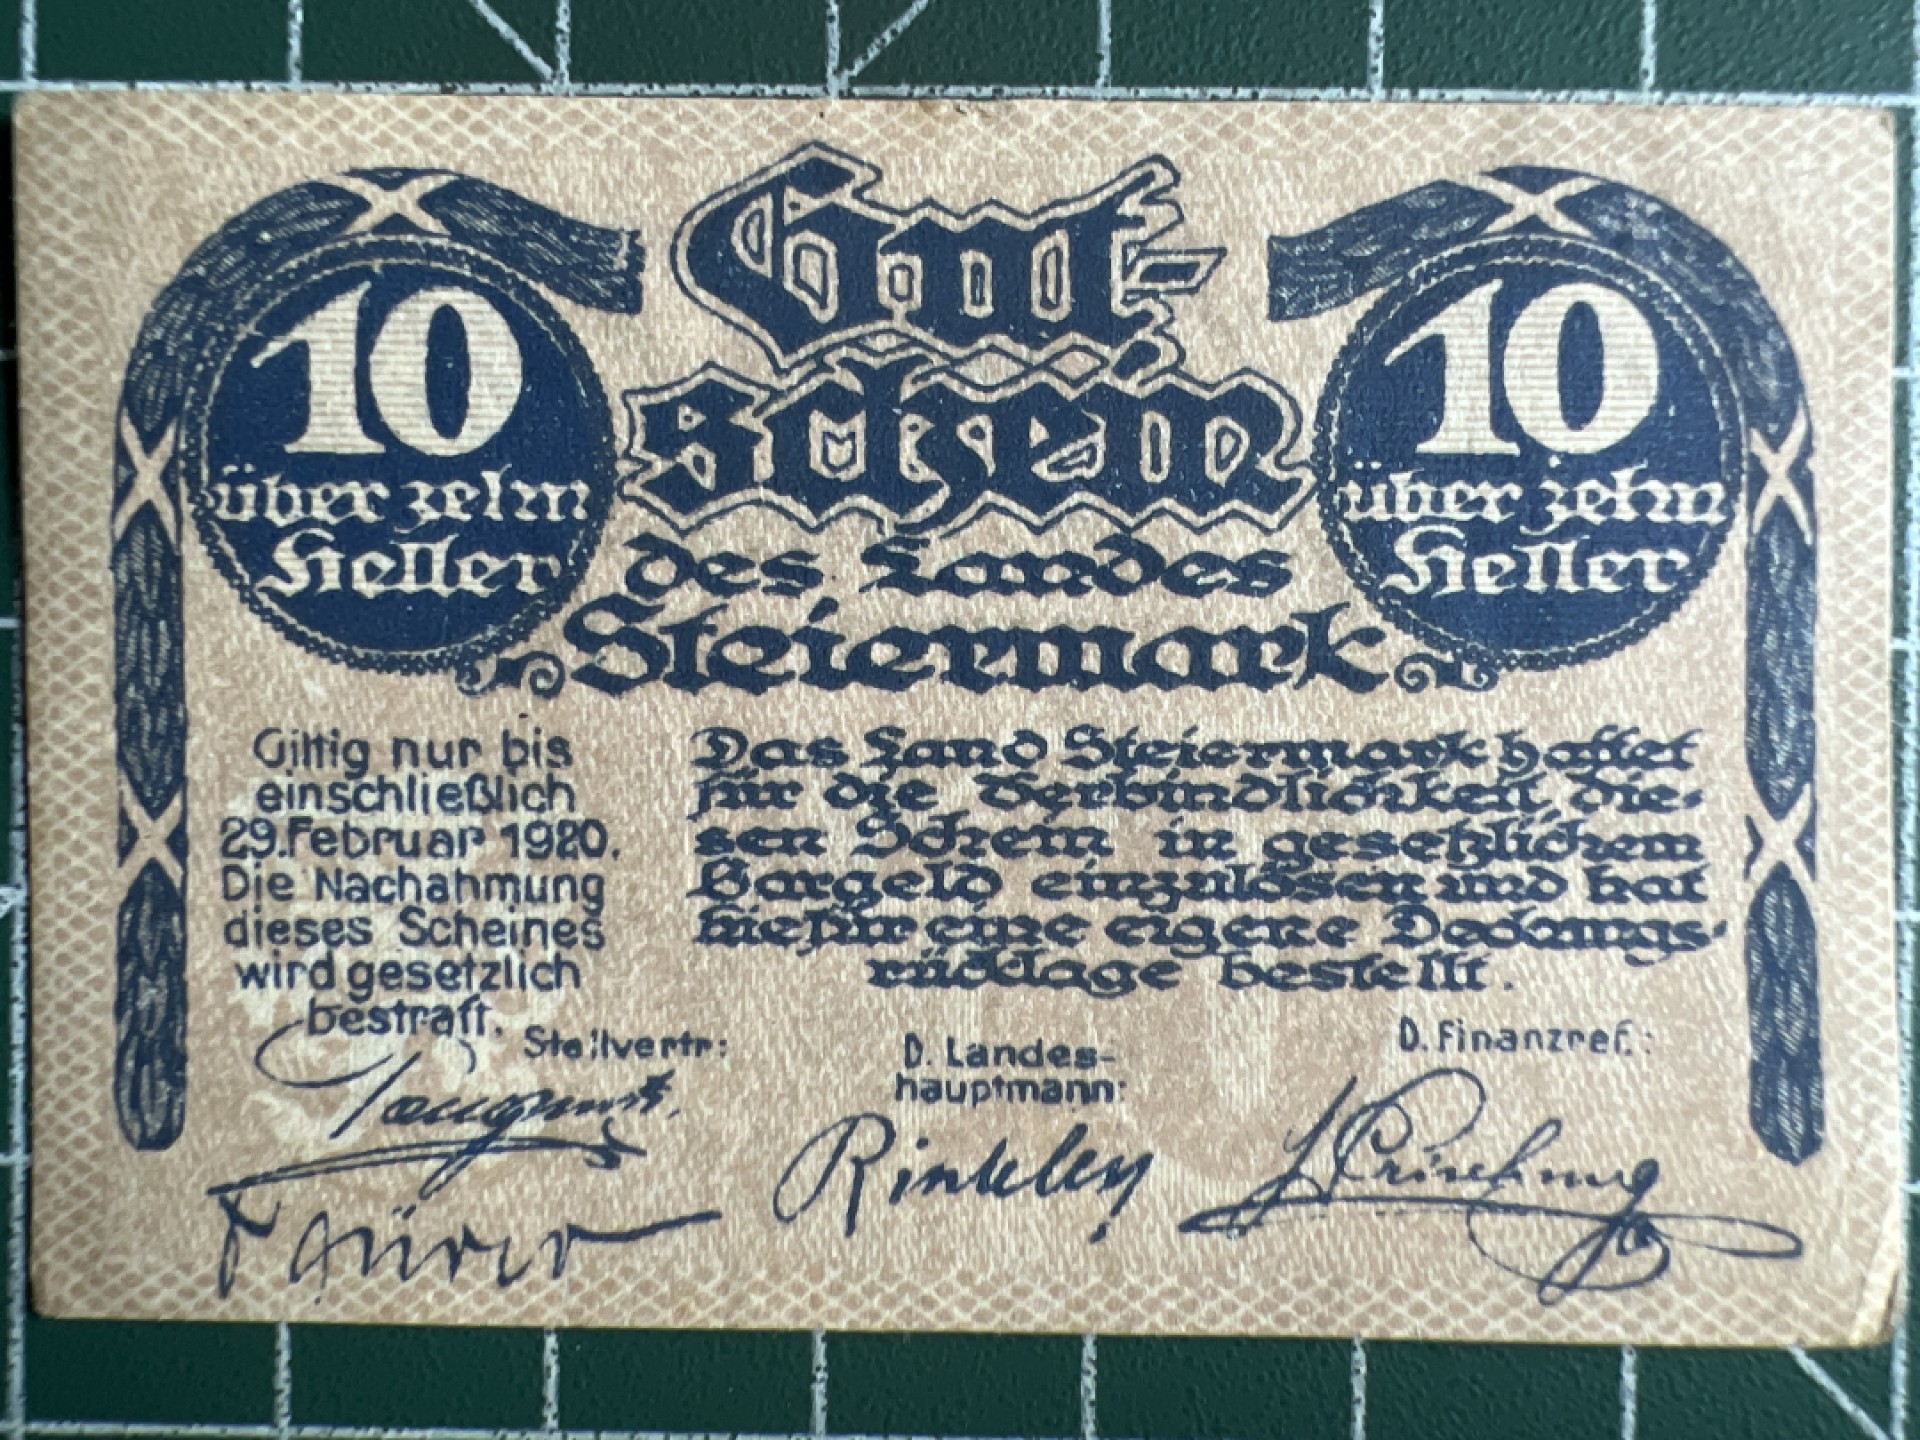 Gut-
schein
des Landes
Steiermark
10
über zehn
Heller
10
über zehn
Heller
Giltig nur bis
einschließlich
29. Februar 1920.
Die Nachahmung
dieses Scheines
wird gesetzlich
bestraft.
Das Land Steiermark haftet
für die Verbindlichkeit, die-
sen Schein in gesetzlichem
Bargeld einzulösen und hat
hiefür eine eigene Deckungs-
rücklage bestellt.
Stellvertr:
D. Landes-
hauptmann:
Rintelen
D. Finanzref.: